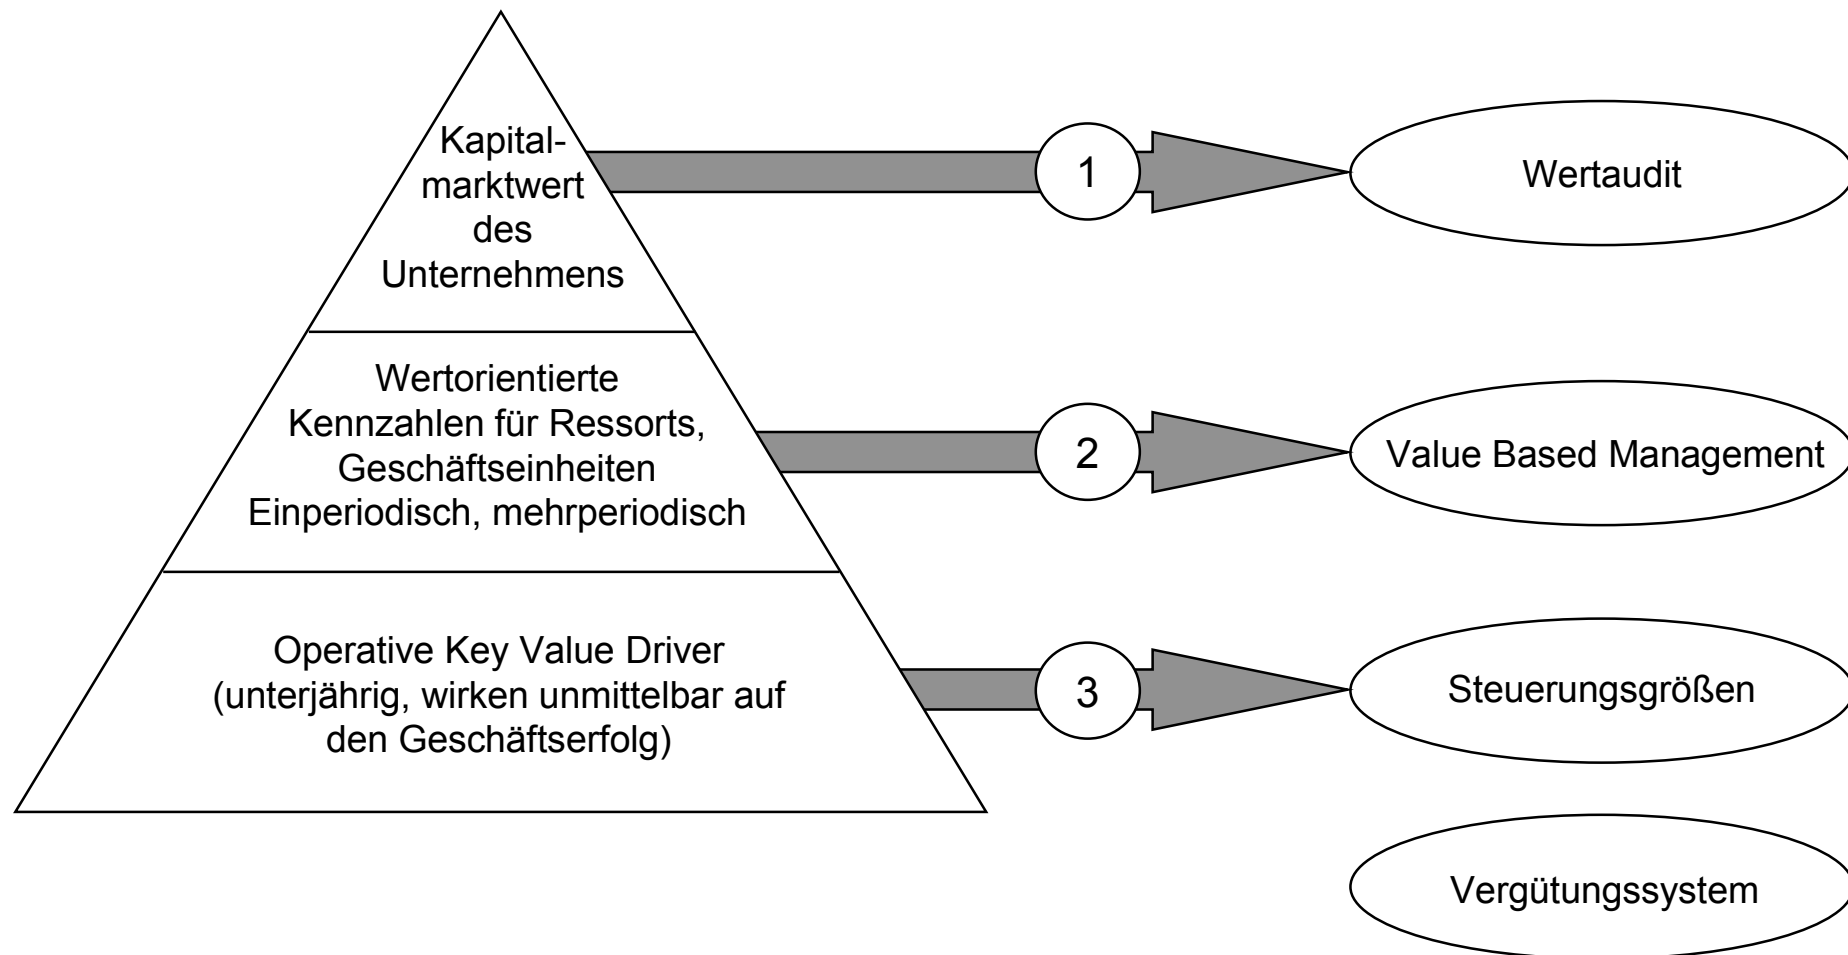 Kapital-
marktwert
des
Unternehmens
1
Wertaudit
Wertorientierte
Kennzahlen für Ressorts,
Geschäftseinheiten
Einperiodisch, mehrperiodisch
2
Value Based Management
Operative Key Value Driver
(unterjährig, wirken unmittelbar auf
den Geschäftserfolg)
3
Steuerungsgrößen
Vergütungssystem